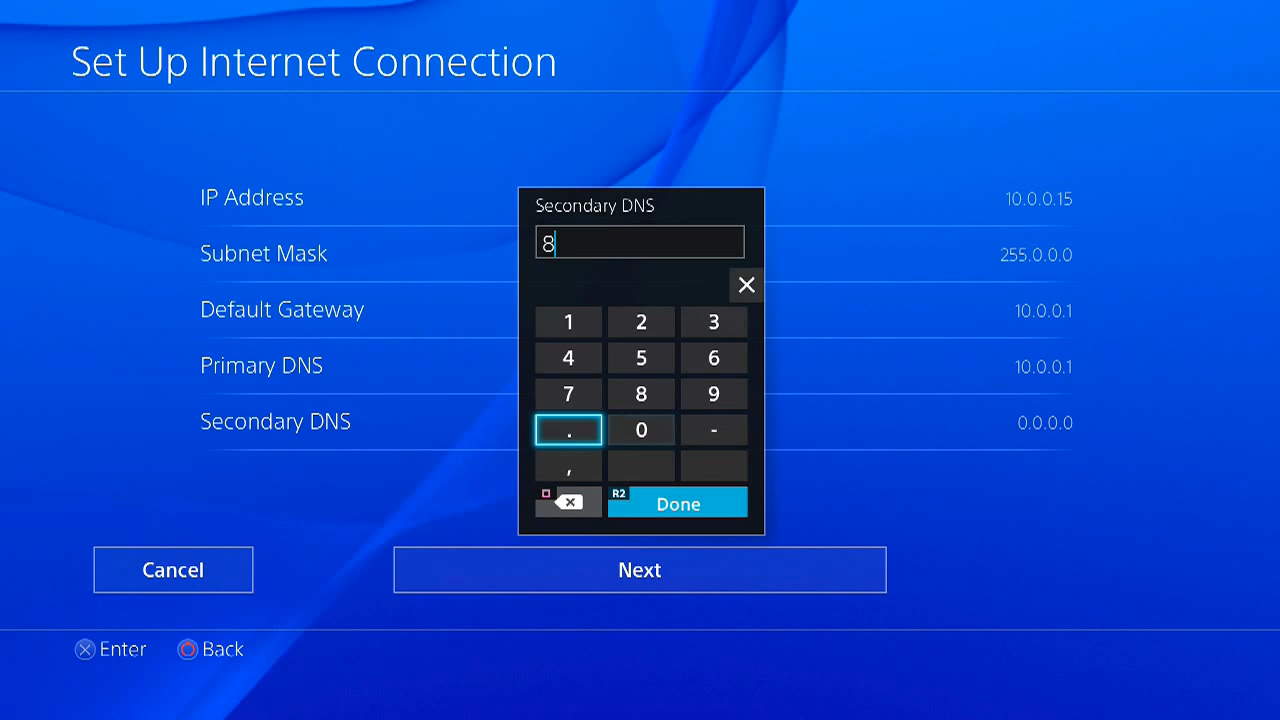 Set Up Internet Connection
IP Address 10.0.0.15
Subnet Mask 255.0.0.0
Default Gateway 10.0.0.1
Primary DNS 10.0.0.1
Secondary DNS 0.0.0.0
Secondary DNS
8
1 2 3
4 5 6
7 8 9
. 0 -
,
R2 Done
Cancel Next
Enter Back